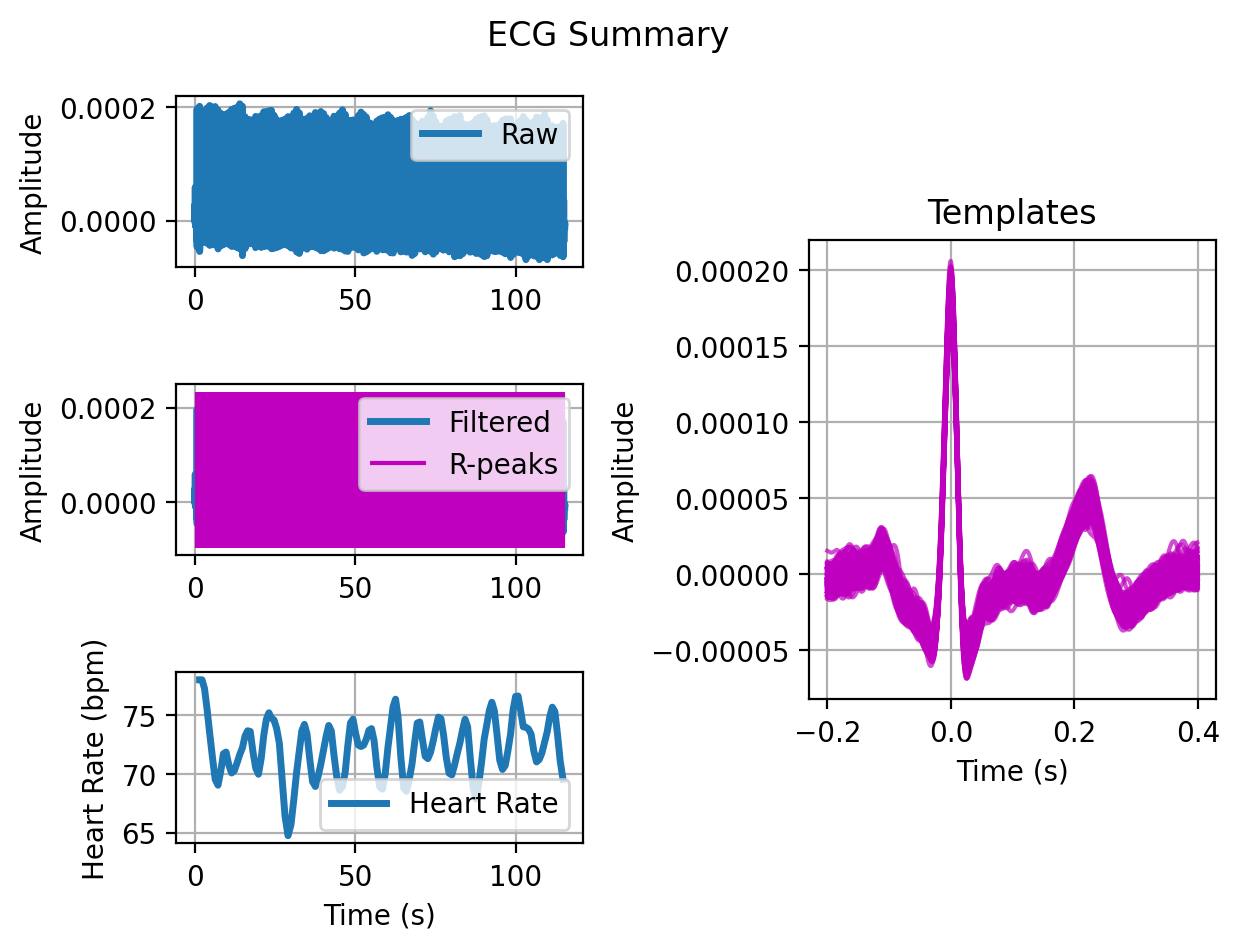 ECG Summary
0.0002
0.0000
Amplitude
Raw
0 50 100
0.0002
0.0000
Amplitude
Filtered
R-peaks
0 50 100
75
70
65
Heart Rate (bpm)
Heart Rate
0 50 100
Time (s)
Templates
0.00020
0.00015
0.00010
0.00005
0.00000
−0.00005
Amplitude
−0.2 0.0 0.2 0.4
Time (s)